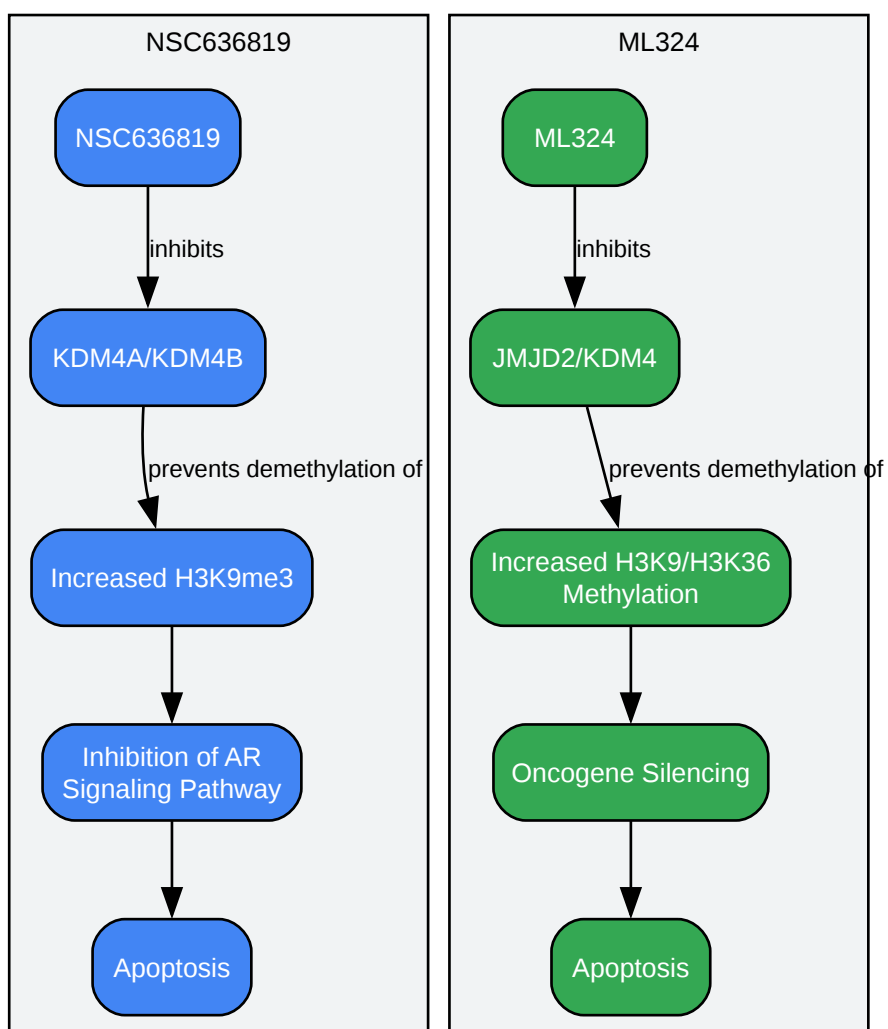 NSC636819
NSC636819
inhibits
KDM4A/KDM4B
prevents demethylation of
Increased H3K9me3
Inhibition of AR
Signaling Pathway
Apoptosis
ML324
ML324
inhibits
JMJD2/KDM4
prevents demethylation of
Increased H3K9/H3K36
Methylation
Oncogene Silencing
Apoptosis